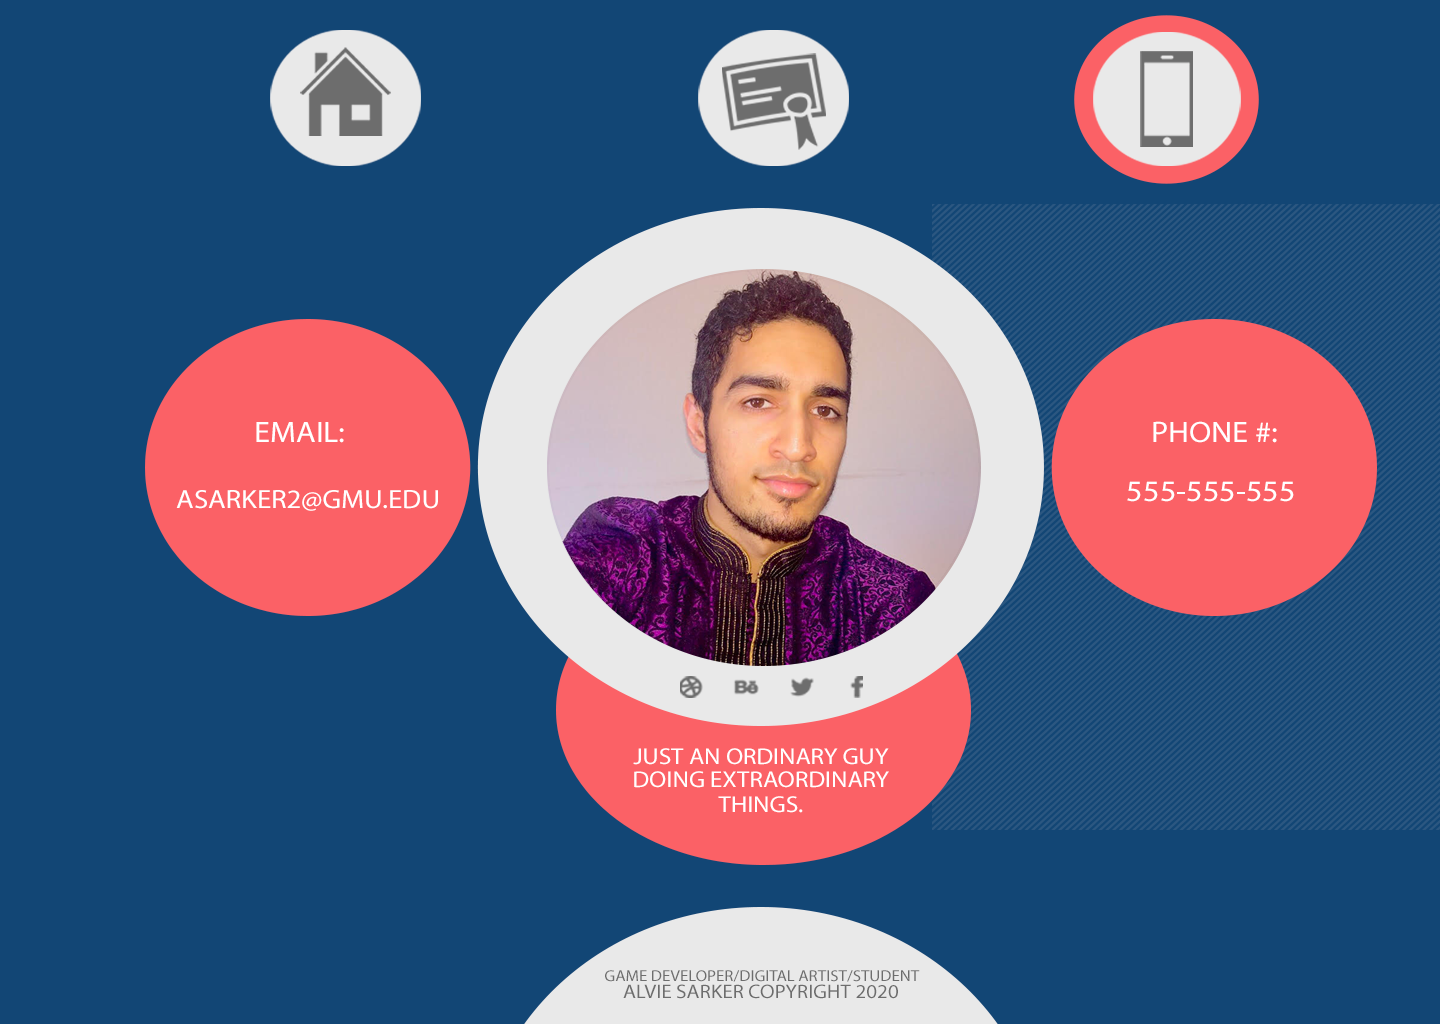 EMAIL:
ASARKER2@GMU.EDU
PHONE #:
555-555-555
Bē
JUST AN ORDINARY GUY
DOING EXTRAORDINARY
THINGS.
GAME DEVELOPER/DIGITAL ARTIST/STUDENT
ALVIE SARKER COPYRIGHT 2020